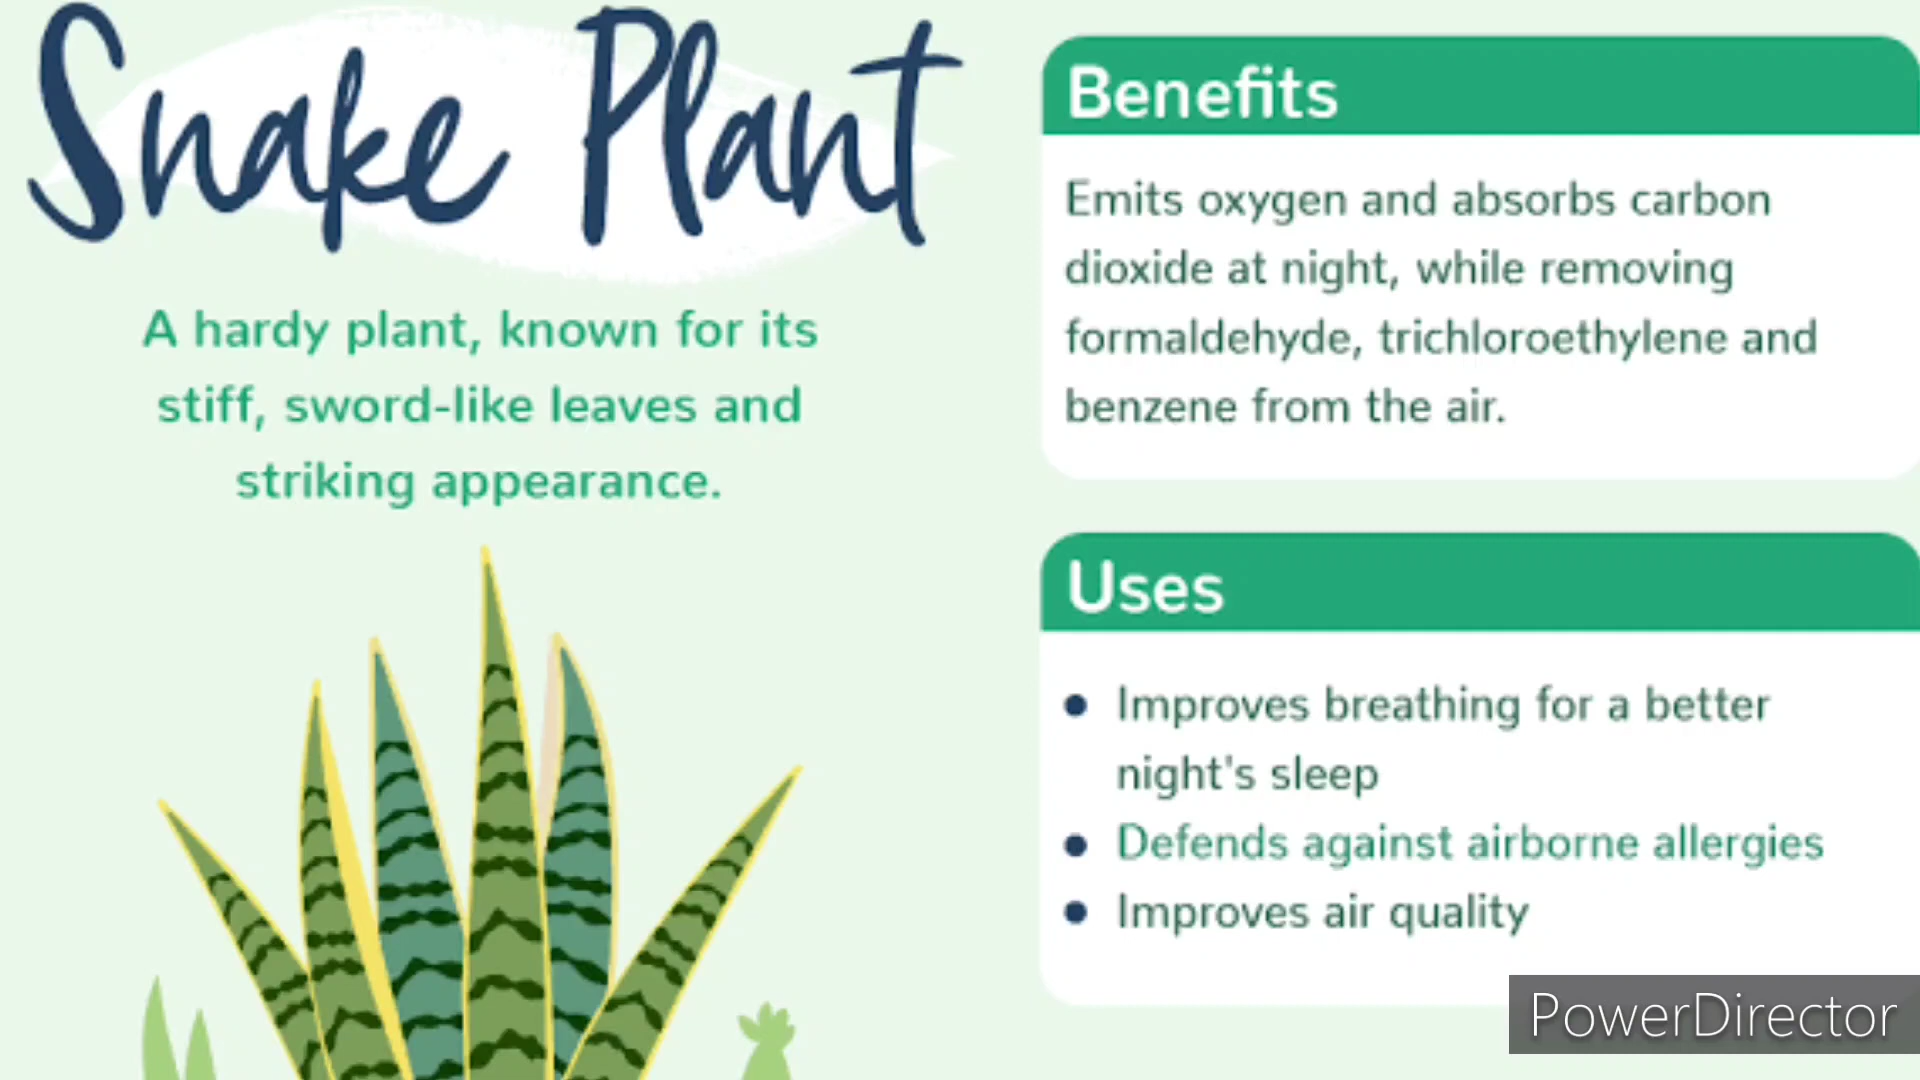 Snake Plant
A hardy plant, known for its
stiff, sword-like leaves and
striking appearance.
Benefits
Emits oxygen and absorbs carbon
dioxide at night, while removing
formaldehyde, trichloroethylene and
benzene from the air.
Uses
Improves breathing for a better
night's sleep
Defends against airborne allergies
Improves air quality
PowerDirector